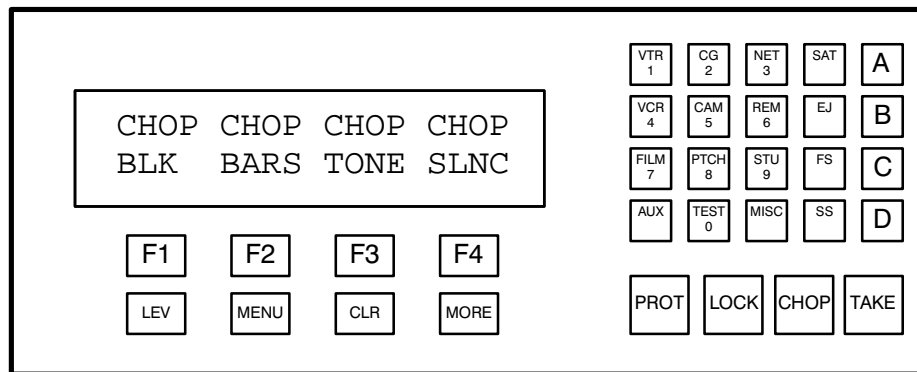 CHOP CHOP CHOP CHOP
BLK BARS TONE SLNC
F1 F2 F3 F4
LEV MENU CLR MORE
VTR CG NET SAT A
1 2 3
VCR CAM REM EJ B
4 5 6
FILM PTCH STU FS C
7 8 9
AUX TEST MISC SS D
0
PROT LOCK CHOP TAKE